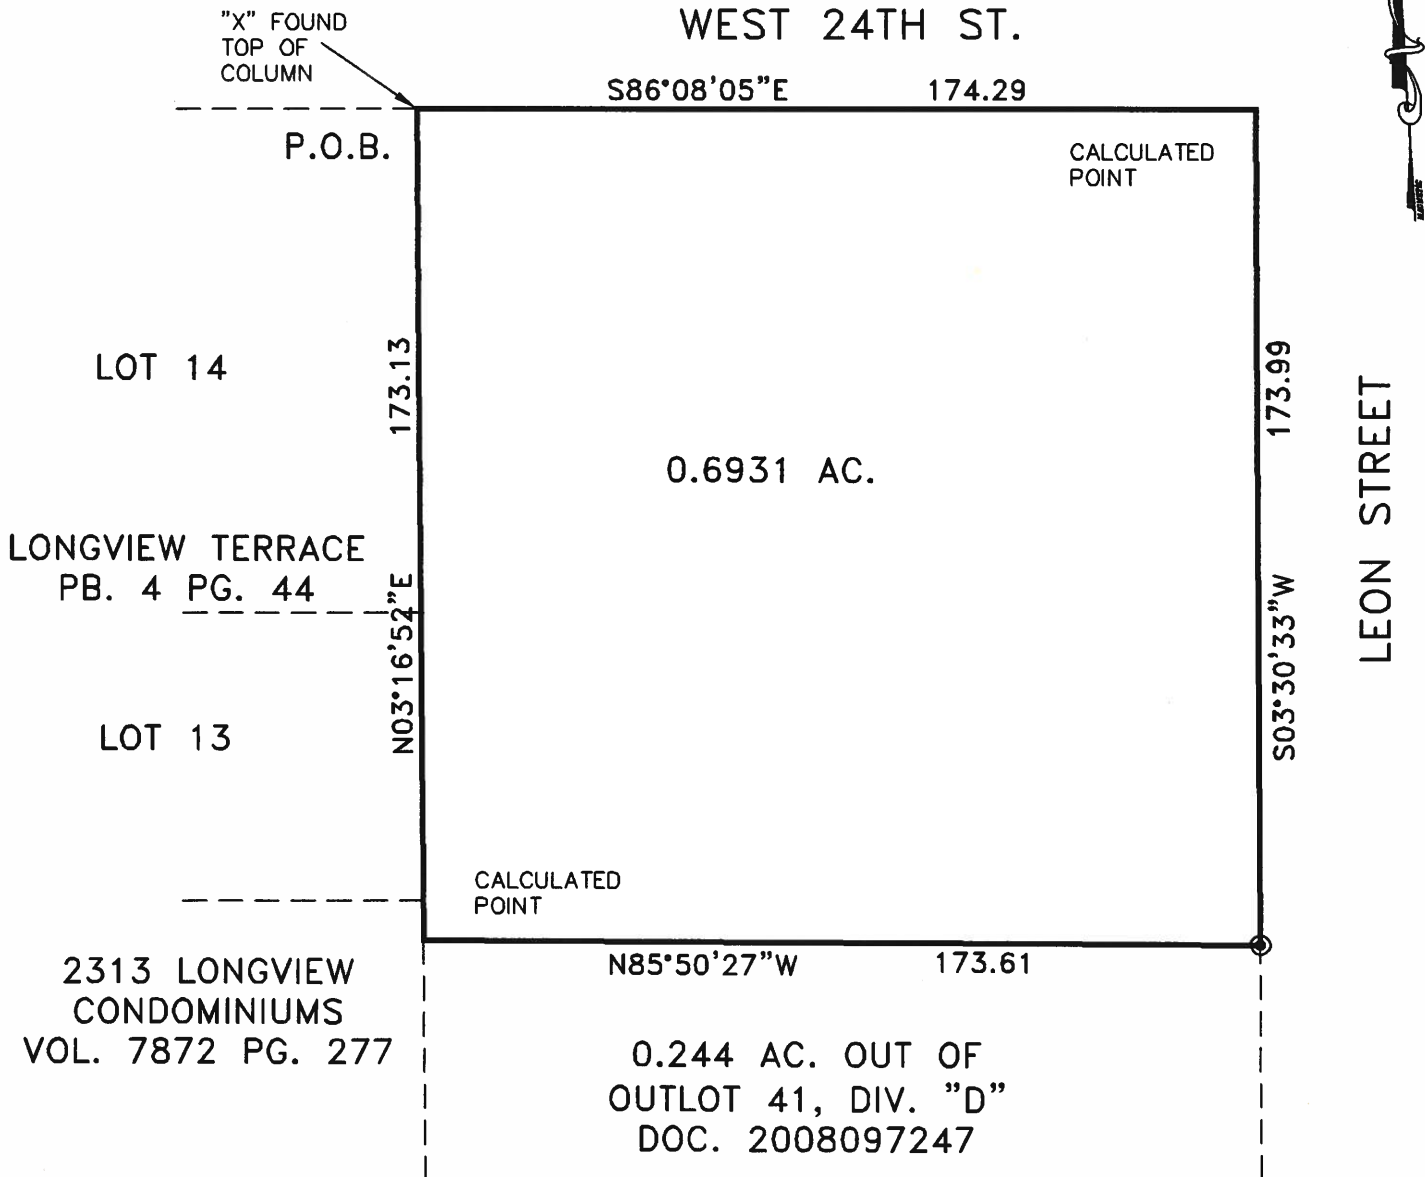 "X" FOUND
TOP OF
COLUMN
WEST 24TH ST.
S86°08'05"E 174.29
P.O.B.
CALCULATED
POINT
LOT 14
173.13
173.99
0.6931 AC.
LEON STREET
LONGVIEW TERRACE
PB. 4 PG. 44
N03°16'52"E
S03°30'33"W
LOT 13
CALCULATED
POINT
N85°50'27"W 173.61
2313 LONGVIEW
CONDOMINIUMS
VOL. 7872 PG. 277
0.244 AC. OUT OF
OUTLOT 41, DIV. "D"
DOC. 2008097247